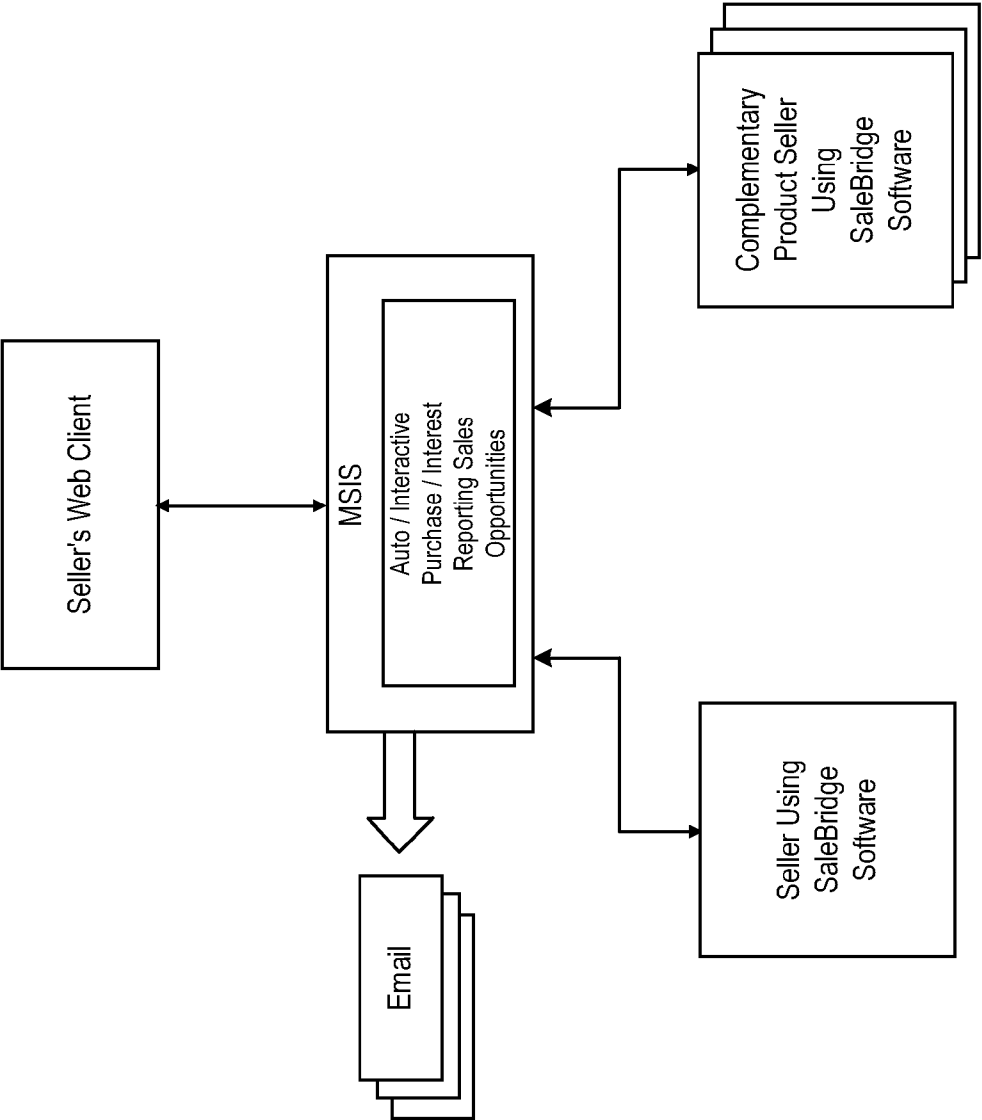 Seller's Web Client
MSIS
Auto / Interactive
Purchase / Interest
Reporting Sales
Opportunities
Email
Seller Using
SaleBridge
Software
Complementary
Product Seller
Using
SaleBridge
Software